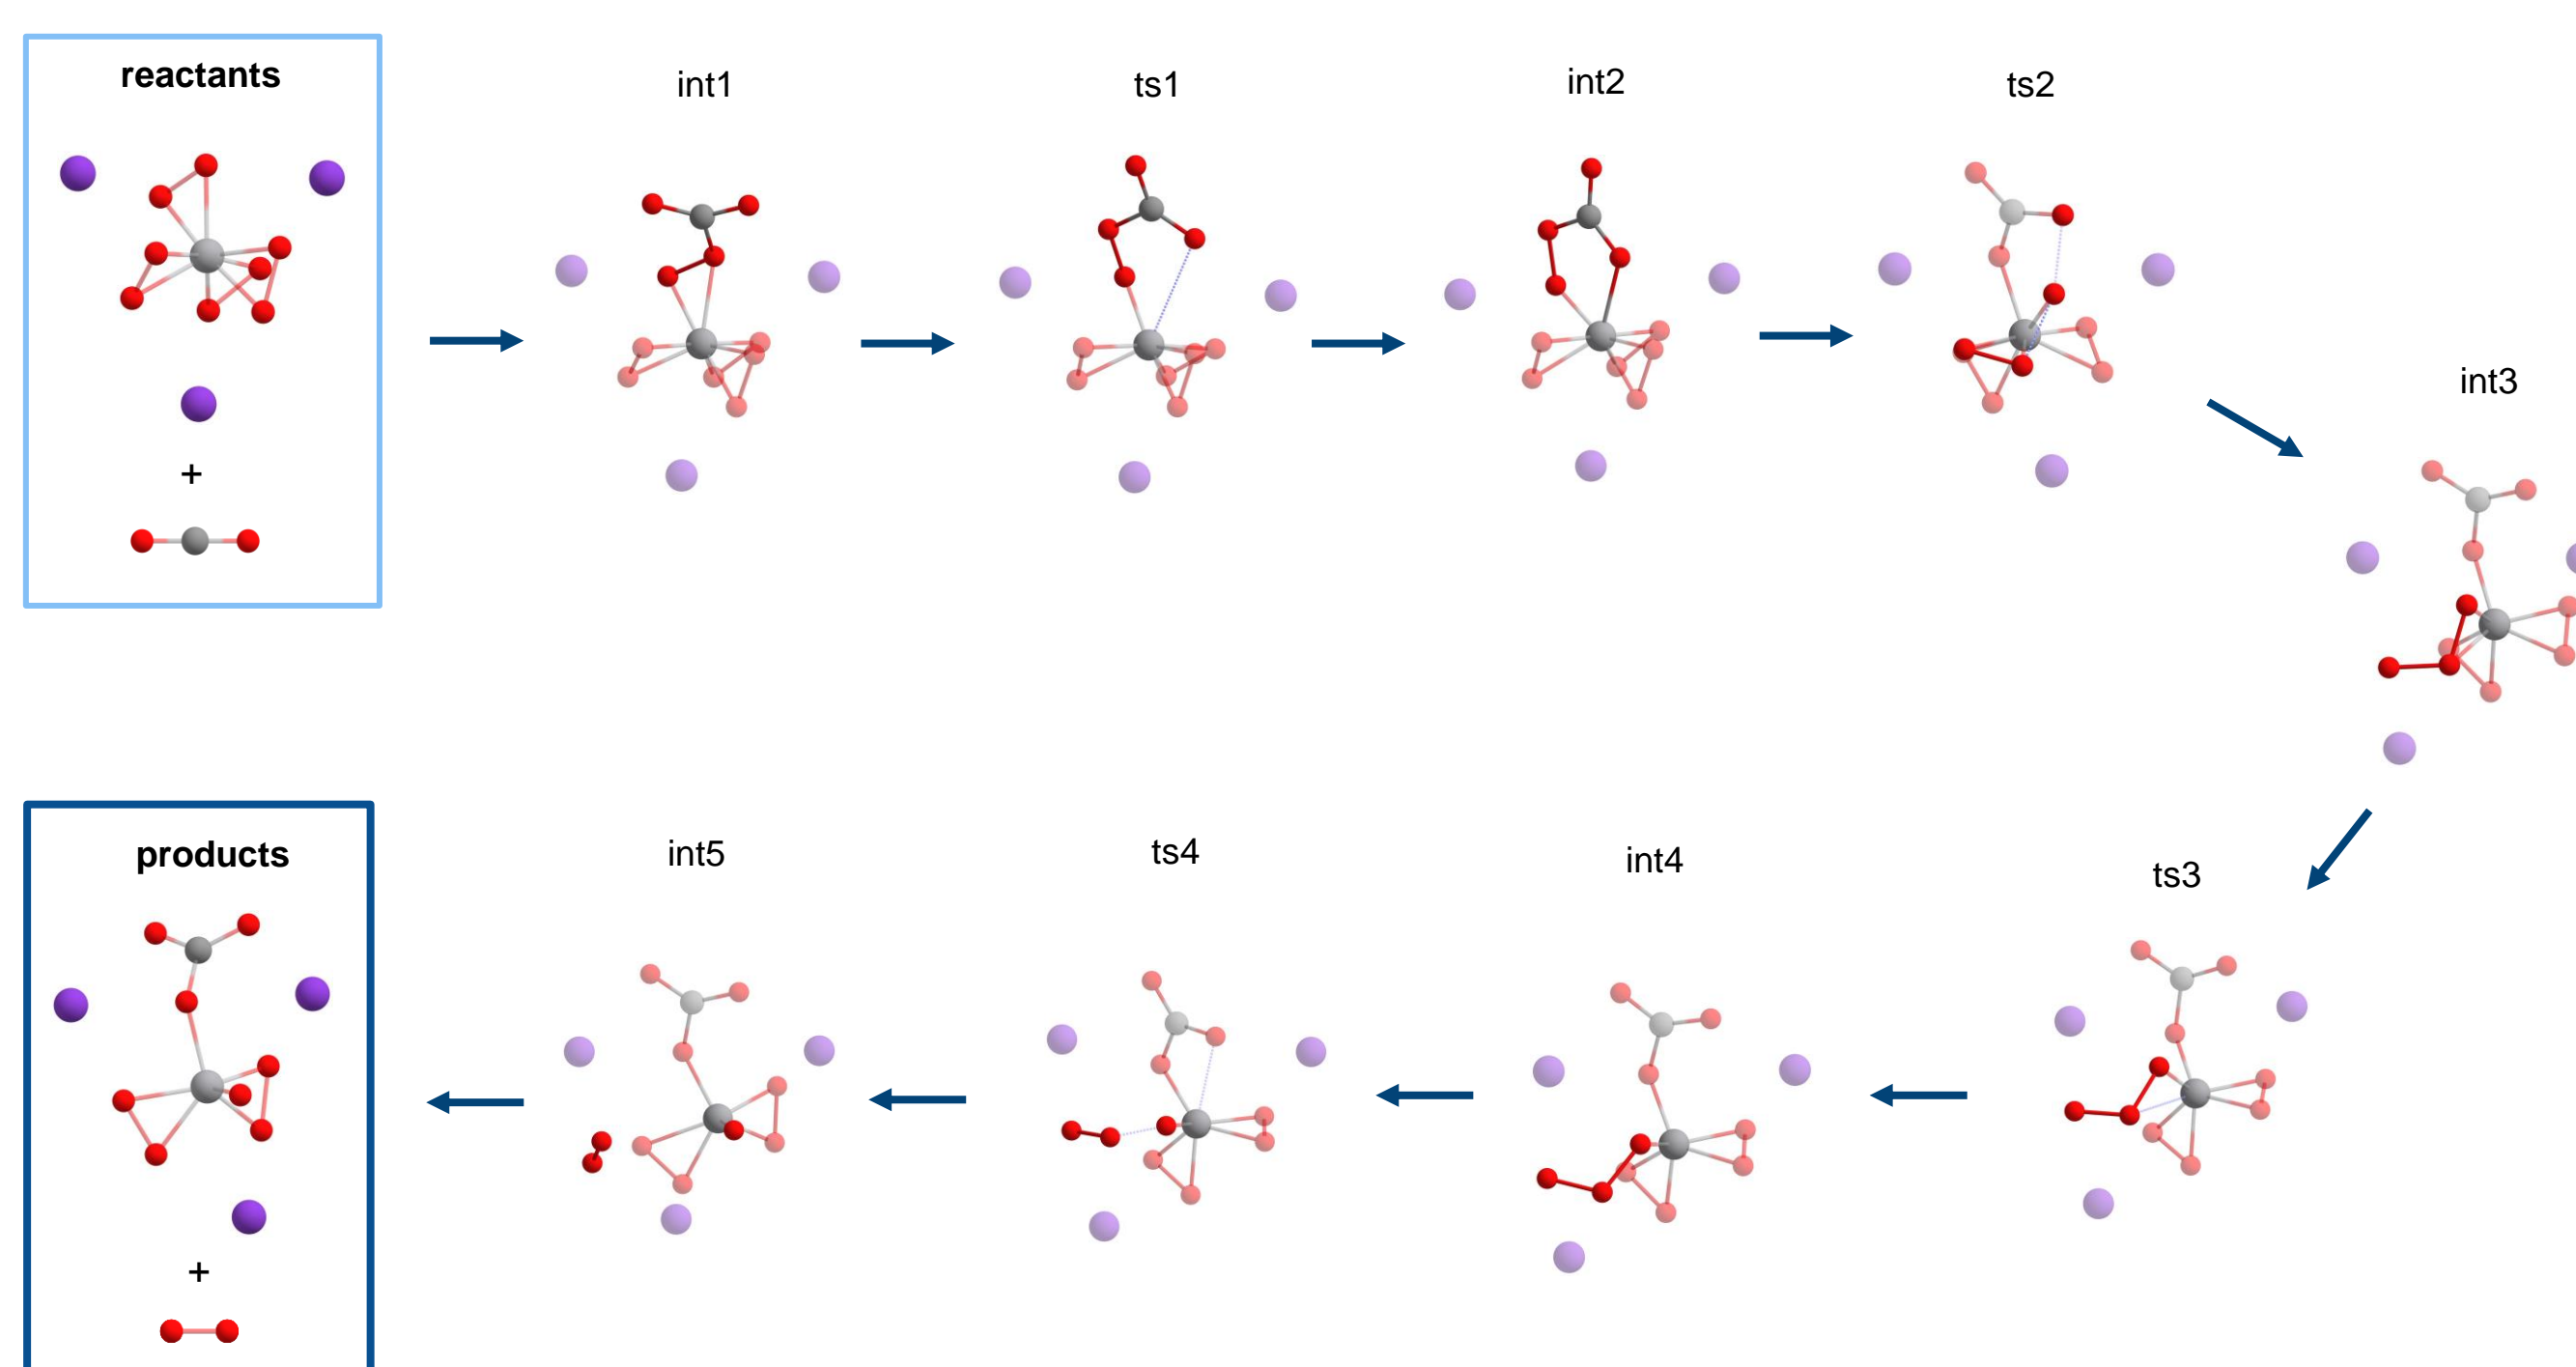 reactants
int1
ts1
int2
ts2
int3
+
products
int5
ts4
int4
ts3
+